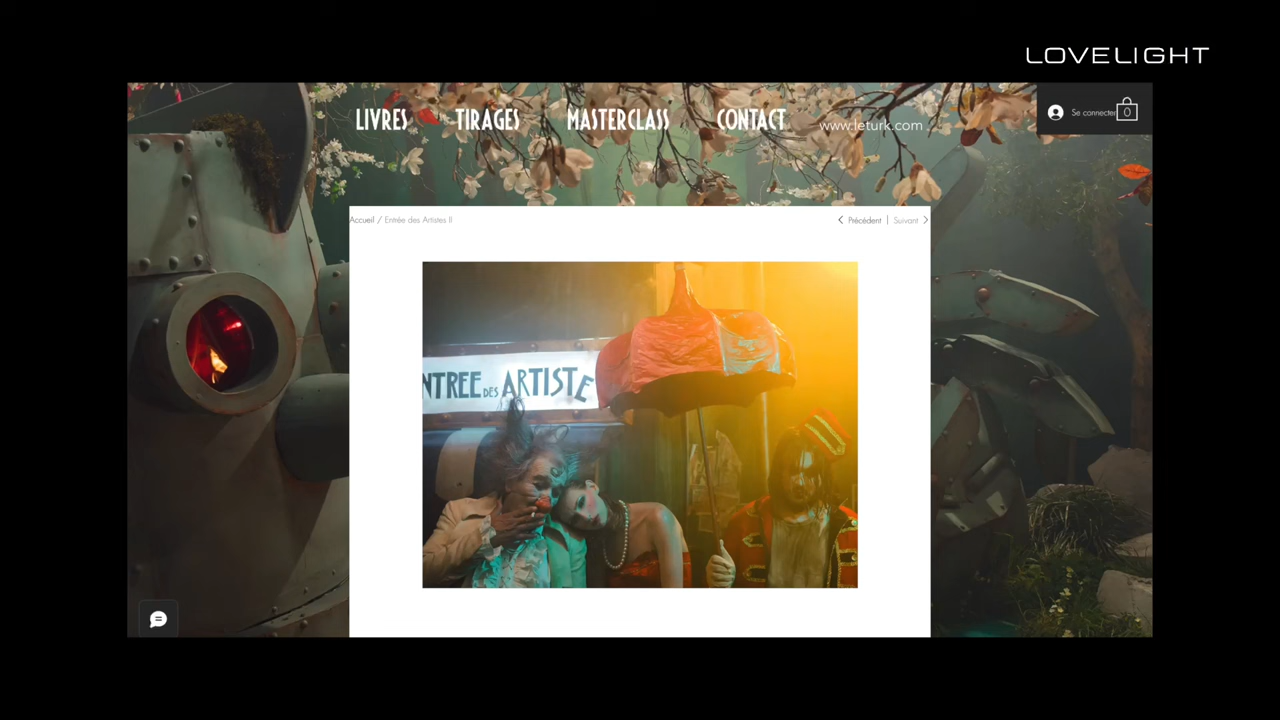 LOVELIGHT
LIVRES TIRAGES MASTERCLASS CONTACT www.leturk.com
Se connecter 0
Accueil / Entrée des Artistes II
Précédent | Suivant
NTREE DES ARTISTE